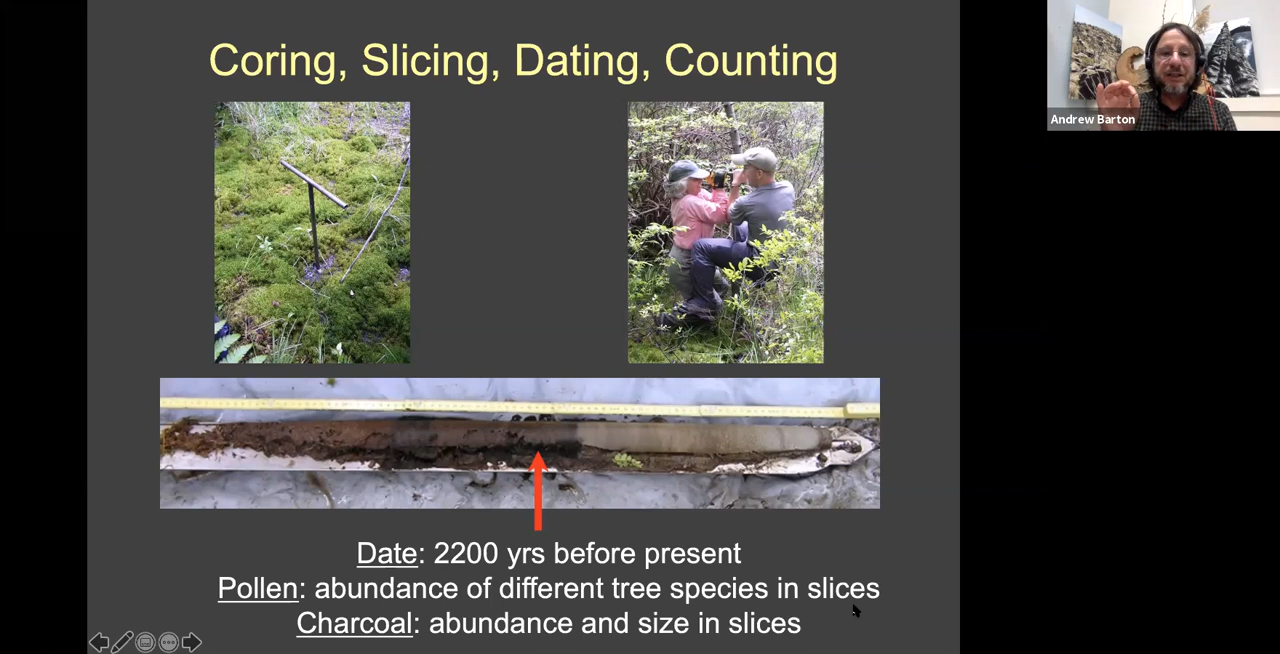 Coring, Slicing, Dating, Counting
Andrew Barton
Date: 2200 yrs before present
Pollen: abundance of different tree species in slices
Charcoal: abundance and size in slices